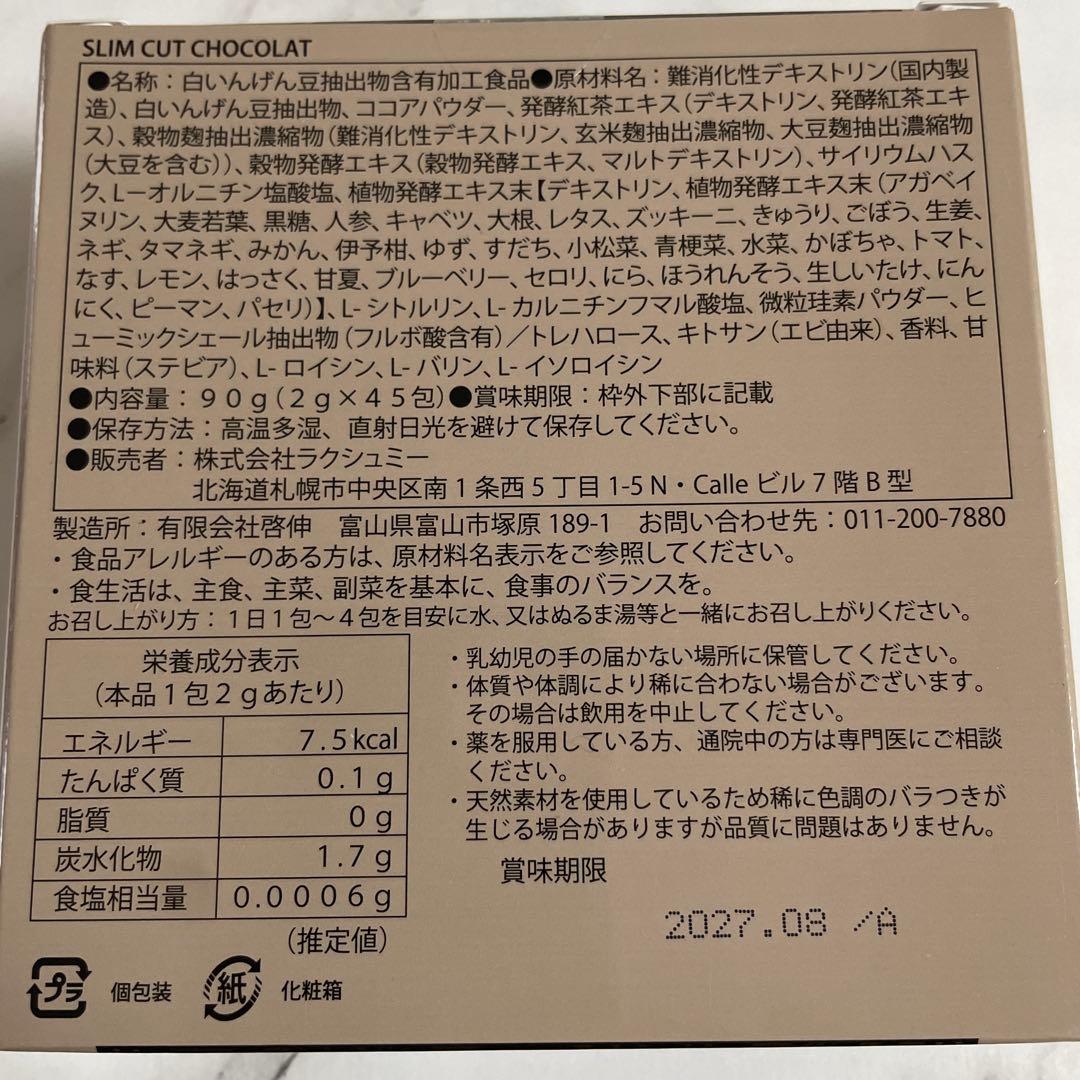 SLIM CUT CHOCOLAT
●名称：白いんげん豆抽出物含有加工食品●原材料名：難消化性デキストリン（国内製
造）、白いんげん豆抽出物、ココアパウダー、発酵紅茶エキス（デキストリン、発酵紅茶エキ
ス）、穀物麹抽出濃縮物（難消化性デキストリン、玄米麹抽出濃縮物、大豆麹抽出濃縮物
（大豆を含む））、穀物発酵エキス（穀物発酵エキス、マルトデキストリン）、サイリウムハス
ク、L－オルニチン塩酸塩、植物発酵エキス末【デキストリン、植物発酵エキス末（アガベイ
ヌリン、大麦若葉、黒糖、人参、キャベツ、大根、レタス、ズッキーニ、きゅうり、ごぼう、生姜、
ネギ、タマネギ、みかん、伊予柑、ゆず、すだち、小松菜、青梗菜、水菜、かぼちゃ、トマト、
なす、レモン、はっさく、甘夏、ブルーベリー、セロリ、にら、ほうれんそう、生しいたけ、にん
にく、ピーマン、パセリ）】、L- シトルリン、L- カルニチンフマル酸塩、微粒珪素パウダー、ヒ
ューミックシェール抽出物（フルボ酸含有）／トレハロース、キトサン（エビ由来）、香料、甘
味料（ステビア）、L- ロイシン、L- バリン、L- イソロイシン
●内容量：９０g（２g×４５包）●賞味期限：枠外下部に記載
●保存方法：高温多湿、直射日光を避けて保存してください。
●販売者：株式会社ラクシュミー
北海道札幌市中央区南１条西５丁目1-5 N・Calle ビル７階Ｂ型
製造所：有限会社啓伸　富山県富山市塚原 189-1　お問い合わせ先：011-200-7880
・食品アレルギーのある方は、原材料名表示をご参照してください。
・食生活は、主食、主菜、副菜を基本に、食事のバランスを。
お召し上がり方：１日１包～４包を目安に水、又はぬるま湯等と一緒にお召し上がりください。
栄養成分表示
（本品１包２gあたり）
エネルギー　7.5kcal
たんぱく質　0.1 g
脂質　0 g
炭水化物　1.7 g
食塩相当量　0.0006 g
（推定値）
プラ　個包装　紙　化粧箱
・乳幼児の手の届かない場所に保管してください。
・体質や体調により稀に合わない場合がございます。
その場合は飲用を中止してください。
・薬を服用している方、通院中の方は専門医にご相談
ください。
・天然素材を使用しているため稀に色調のバラつきが
生じる場合がありますが品質に問題はありません。
賞味期限
2027.08 /A